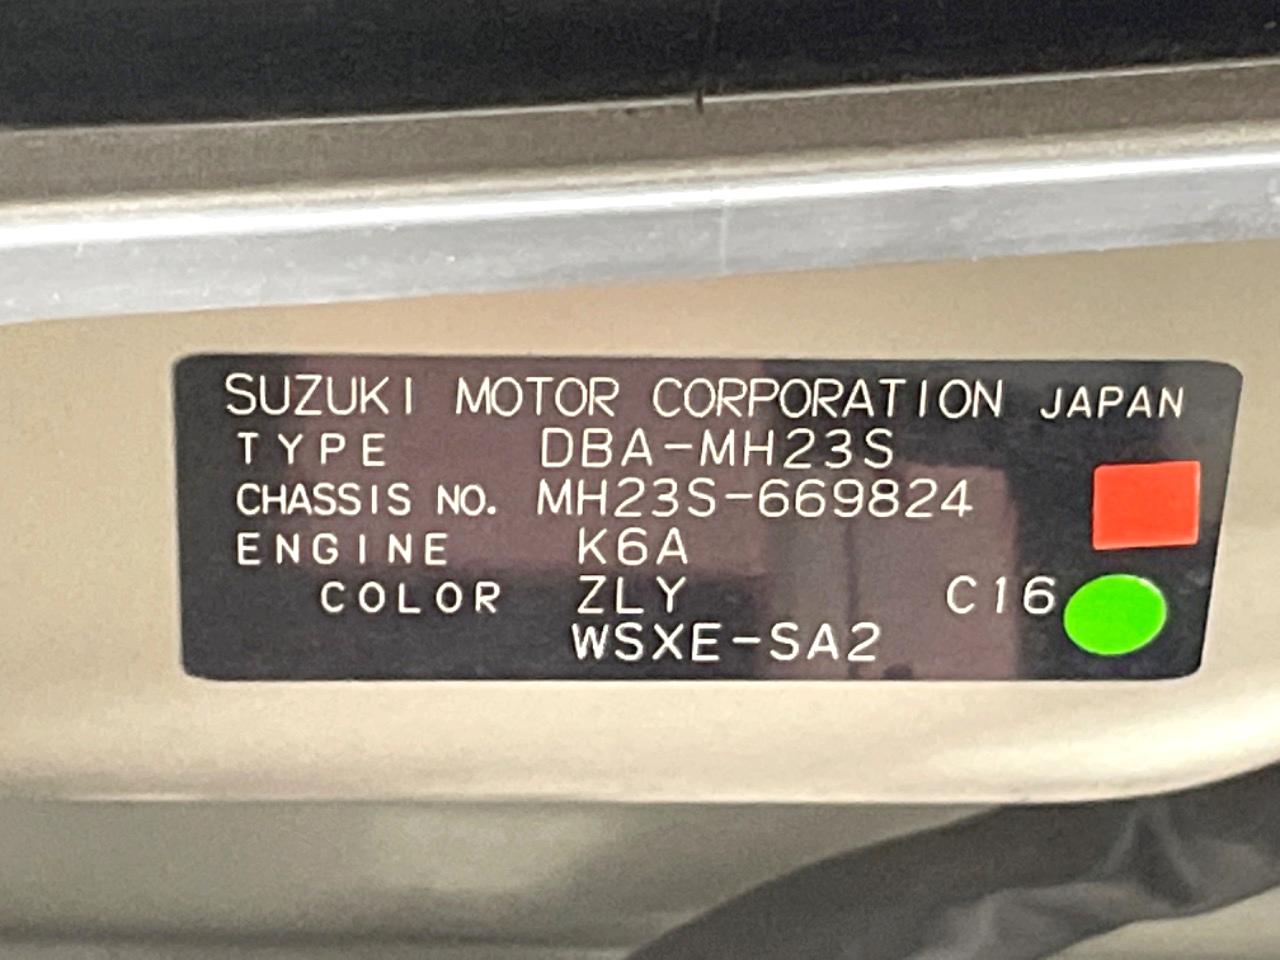 SUZUKI MOTOR CORPORATION JAPAN
TYPE DBA-MH23S
CHASSIS NO. MH23S-669824
ENGINE K6A
COLOR ZLY C16
WSXE-SA2